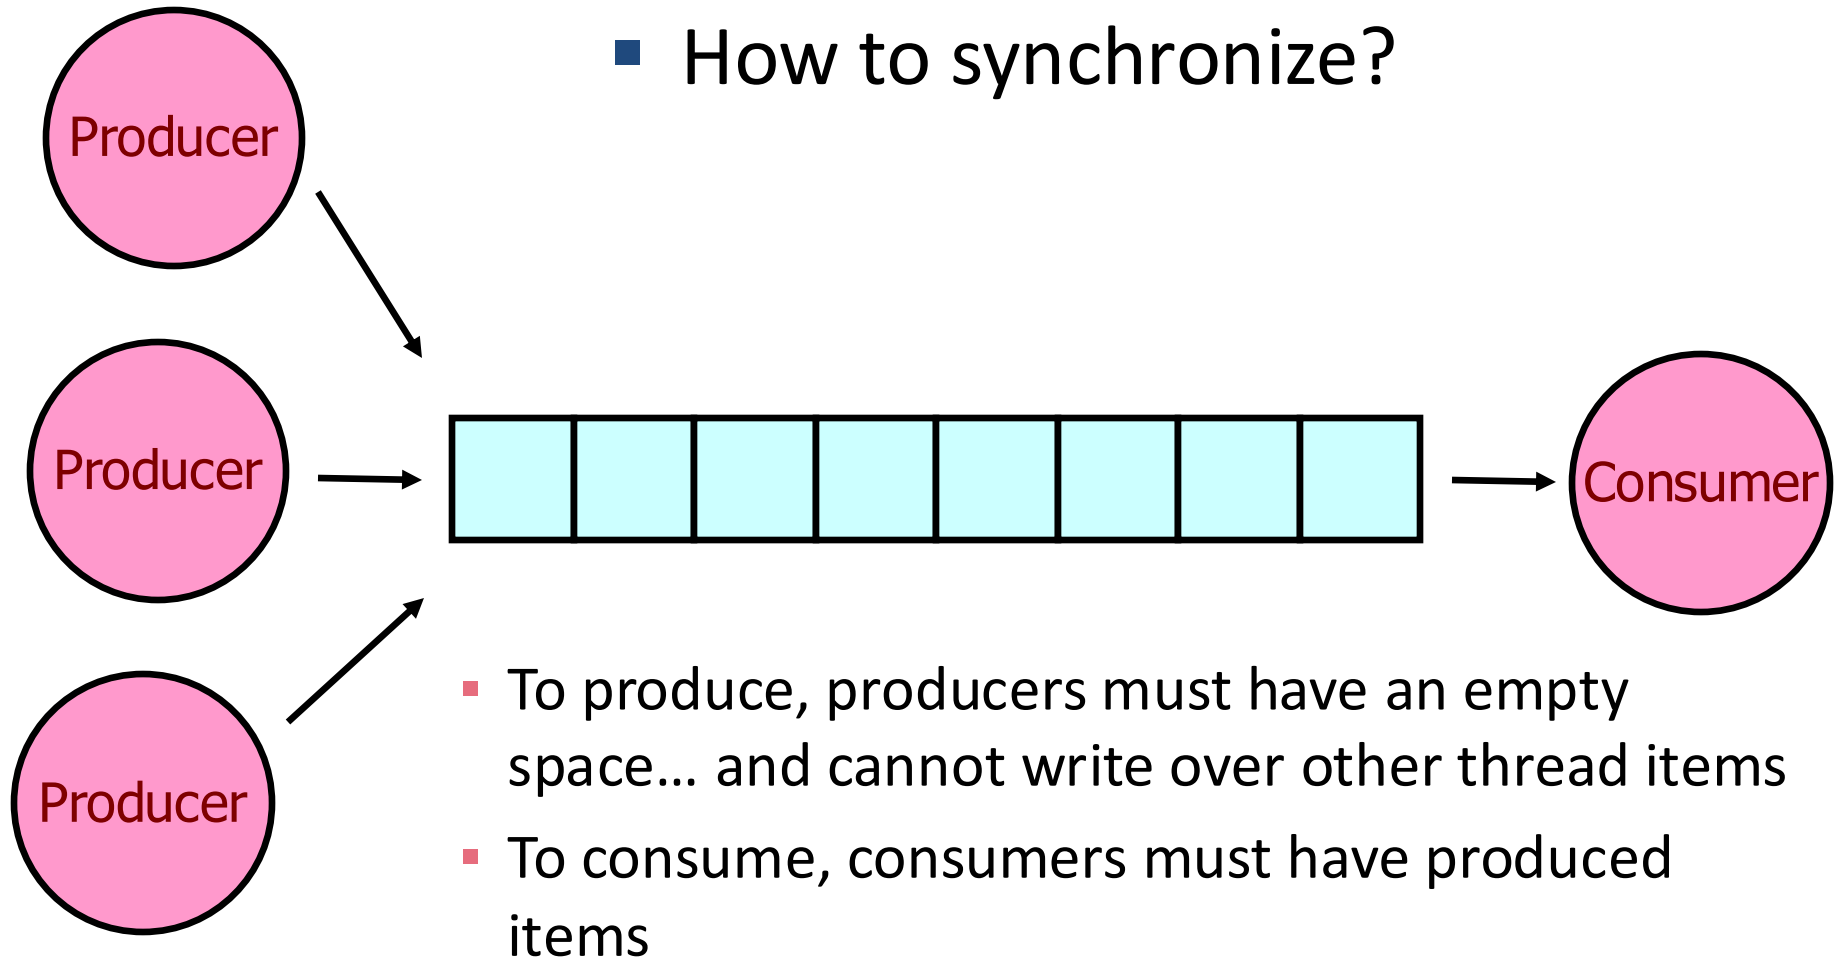 How to synchronize?
Producer
Producer
Consumer
Producer
To produce, producers must have an empty
space... and cannot write over other thread items
To consume, consumers must have produced
items